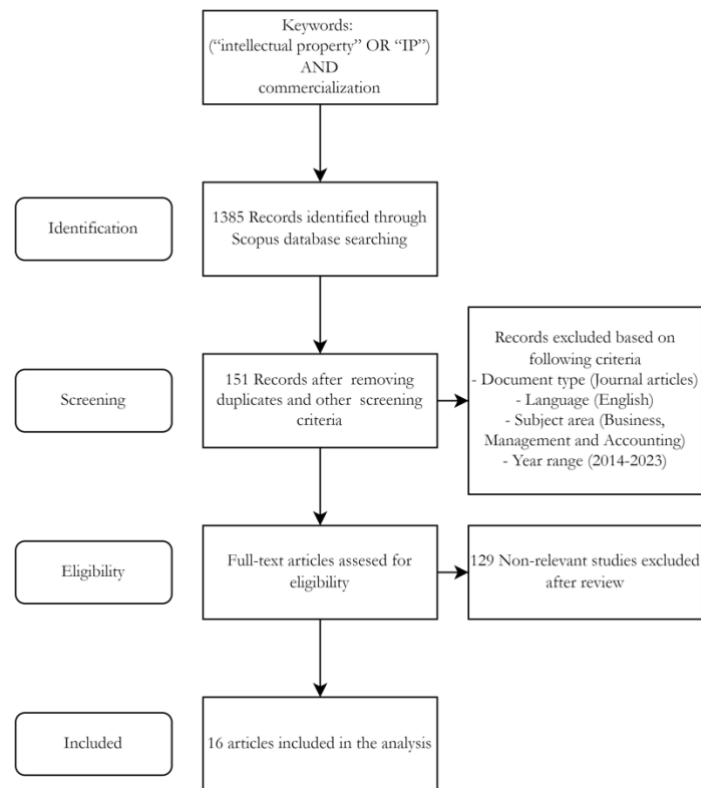 Keywords:
(“intellectual property” OR “IP”)
AND
commercialization
Identification
1385 Records identified through
Scopus database searching
Screening
151 Records after removing
duplicates and other screening
criteria
Records excluded based on
following criteria
- Document type (Journal articles)
- Language (English)
- Subject area (Business,
Management and Accounting)
- Year range (2014-2023)
Eligibility
Full-text articles assesed for
eligibility
129 Non-relevant studies excluded
after review
Included
16 articles included in the analysis